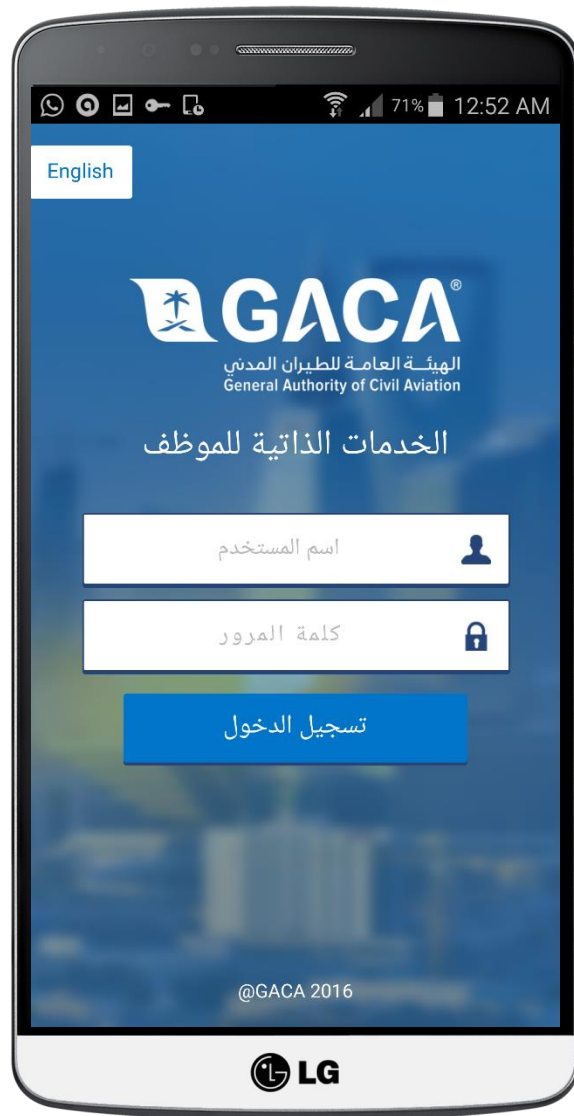 71% 12:52 AM
English
GACA®
الهيئــة العامــة للطيران المدني
General Authority of Civil Aviation
الخدمات الذاتية للموظف
اسم المستخدم
كلمة المرور
تسجيل الدخول
@GACA 2016
LG